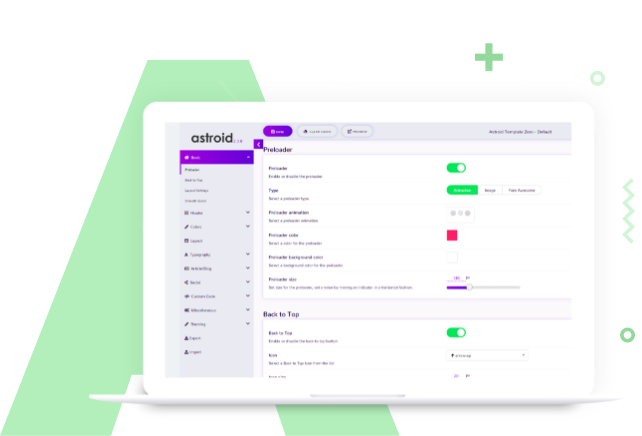 astroid
Astroid Template Zero - Default
Basic
Preloader
Back to Top
Layout Settings
Header
Colors
Layout
Typography
Social
Custom Code
Miscellaneous
Theming
Export
Import
Preloader
Preloader
Enable or disable the preloader
Type
Select a preloader type
Animation
Image
Font Awesome
Preloader animation
Select a preloader animation
Preloader color
Select a color for the preloader
Preloader background color
Select a background color for the preloader
Preloader size
PX
Back to Top
Back to Top
Enable or disable the back to top button
Icon
Select a Back to Top Icon from the list
PX